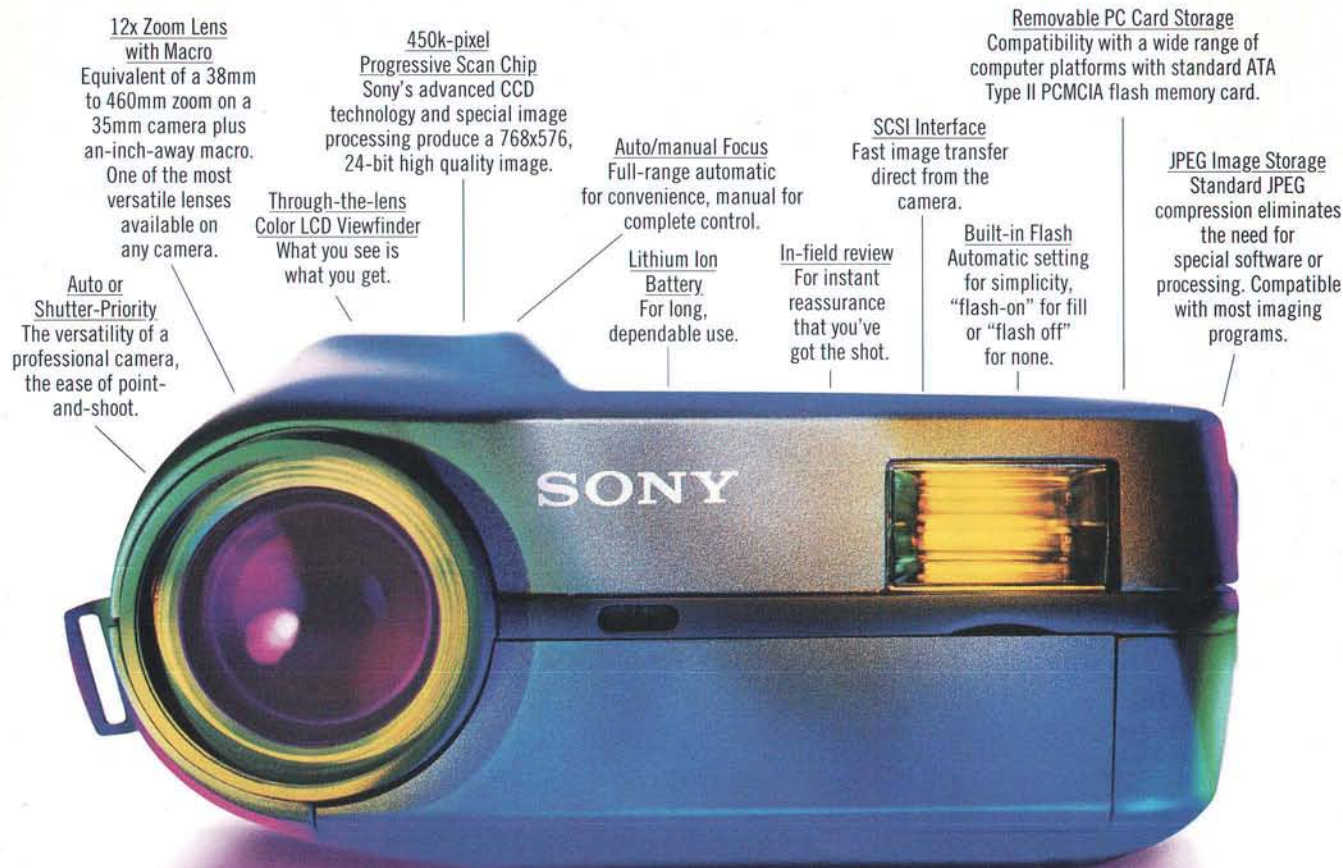 12x Zoom Lens
with Macro
Equivalent of a 38mm
to 460mm zoom on a
35mm camera plus
an-inch-away macro.
One of the most
versatile lenses
available on
any camera.
Auto or
Shutter-Priority
The versatility of a
professional camera,
the ease of point-
and-shoot.
Through-the-lens
Color LCD Viewfinder
What you see is
what you get.
450k-pixel
Progressive Scan Chip
Sony's advanced CCD
technology and special image
processing produce a 768x576,
24-bit high quality image.
Auto/manual Focus
Full-range automatic
for convenience, manual for
complete control.
Lithium Ion
Battery
For long,
dependable use.
In-field review
For instant
reassurance
that you've
got the shot.
SCSI Interface
Fast image transfer
direct from the
camera.
Built-in Flash
Automatic setting
for simplicity,
"flash-on" for fill
or "flash off"
for none.
Removable PC Card Storage
Compatibility with a wide range of
computer platforms with standard ATA
Type II PCMCIA flash memory card.
JPEG Image Storage
Standard JPEG
compression eliminates
the need for
special software or
processing. Compatible
with most imaging
programs.
SONY